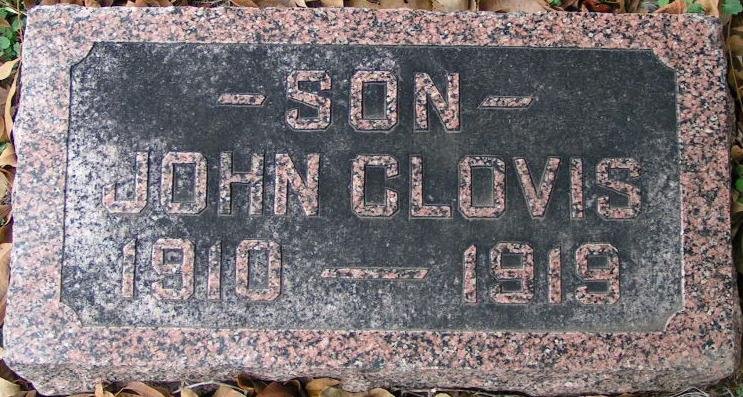 - SON -
JOHN CLOVIS
1910 — 1919